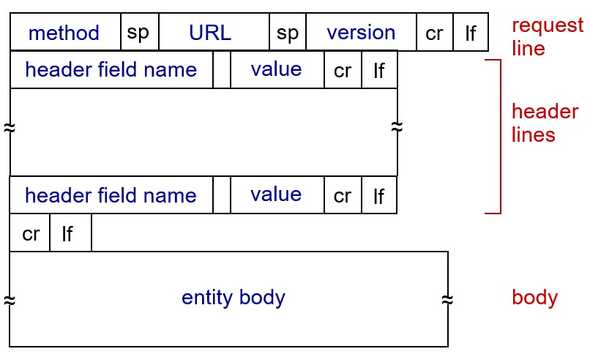 method sp URL sp version cr lf request line
header field name value cr lf
header lines
header field name value cr lf
cr lf
entity body body